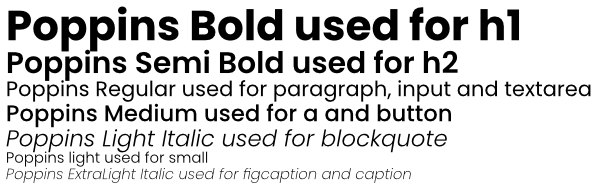 Poppins Bold used for h1
Poppins Semi Bold used for h2
Poppins Regular used for paragraph, input and textarea
Poppins Medium used for a and button
Poppins Light Italic used for blockquote
Poppins light used for small
Poppins ExtraLight Italic used for figcaption and caption